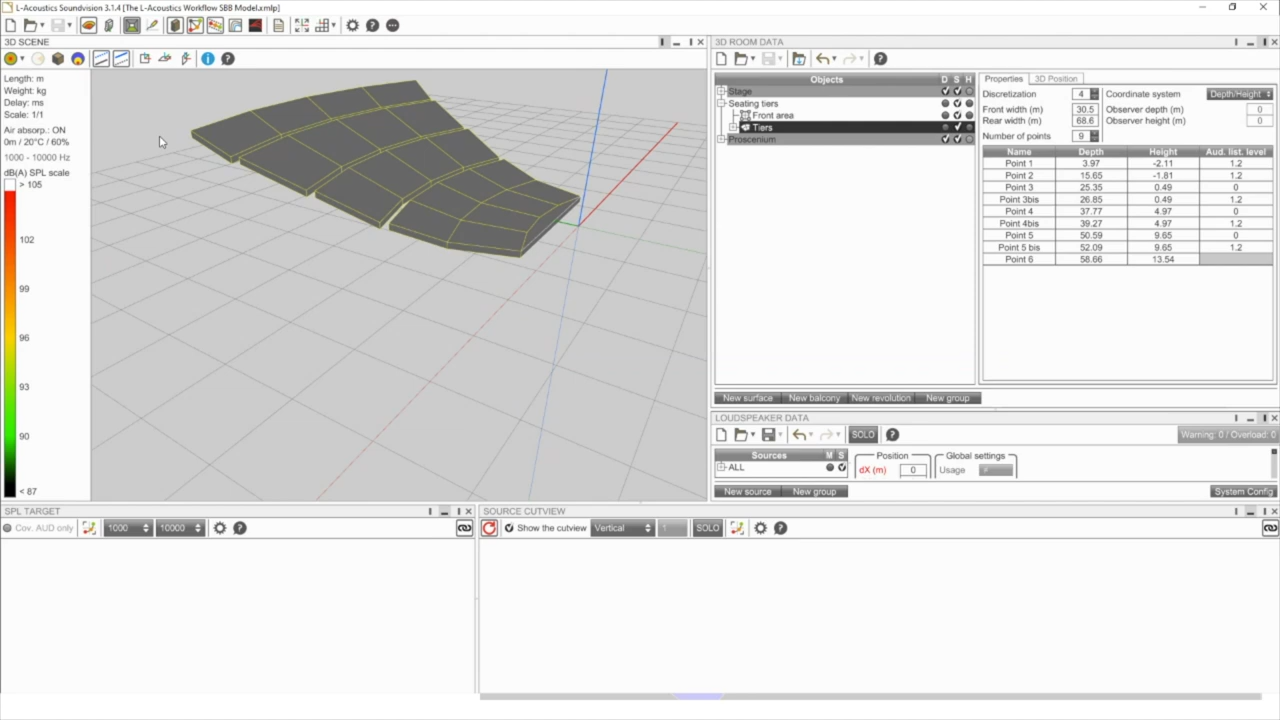 L-Acoustics Soundvision 3.1.4 [The L-Acoustics Workflow SBB Model.xmlp]
3D SCENE
Length: m
Weight: kg
Delay: ms
Scale: 1/1
Air absorp.: ON
0m / 20°C / 60%
1000 - 10000 Hz
dB(A) SPL scale
> 105
102
99
96
93
90
< 87
3D ROOM DATA
Objects D S H
Stage
Seating tiers
Front area
Tiers
Proscenium
New surface New balcony New revolution New group
Properties 3D Position
Discretization 4 Coordinate system Depth/Height
Front width (m) 30.5 Observer depth (m) 0
Rear width (m) 68.6 Observer height (m) 0
Number of points 9
Name Depth Height Aud. list. level
Point 1 3.97 -2.11 1.2
Point 2 15.65 -1.81 1.2
Point 3 25.35 0.49 0
Point 3bis 26.85 0.49 1.2
Point 4 37.77 4.97 0
Point 4bis 39.27 4.97 1.2
Point 5 50.59 9.65 0
Point 5 bis 52.09 9.65 1.2
Point 6 58.66 13.54
LOUDSPEAKER DATA
SOLO Warning: 0 / Overload: 0
Sources M S
ALL
Position
dX (m) 0
Global settings
Usage
New source New group System Config
SPL TARGET
Cov. AUD only 1000 10000
SOURCE CUTVIEW
Show the cutview Vertical 1 SOLO